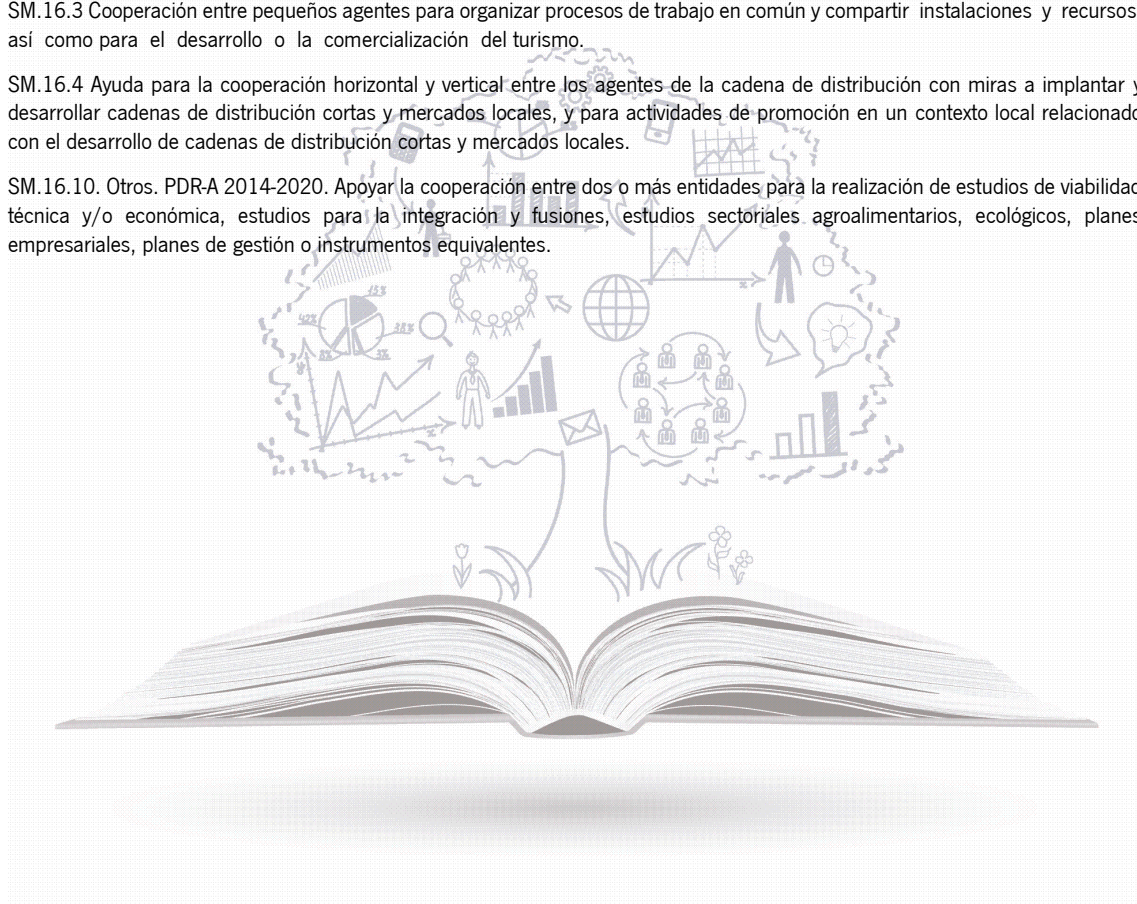 SM.16.3 Cooperación entre pequeños agentes para organizar procesos de trabajo en común y compartir instalaciones y recursos
así como para el desarrollo o la comercialización del turismo.
SM.16.4 Ayuda para la cooperación horizontal y vertical entre los agentes de la cadena de distribución con miras a implantar y
desarrollar cadenas de distribución cortas y mercados locales, y para actividades de promoción en un contexto local relacionado
con el desarrollo de cadenas de distribución cortas y mercados locales.
SM.16.10. Otros. PDR-A 2014-2020. Apoyar la cooperación entre dos o más entidades para la realización de estudios de viabilidad
técnica y/o económica, estudios para la integración y fusiones, estudios sectoriales agroalimentarios, ecológicos, planes
empresariales, planes de gestión o instrumentos equivalentes.
x
15%
42%
38%
8%
y
x